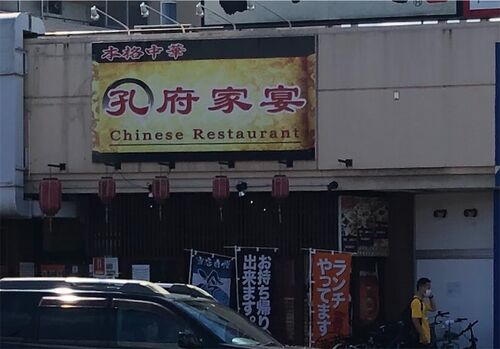 本格中華
孔府家宴
Chinese Restaurant
お持ち帰り
出来ます。
ランチ
やってます